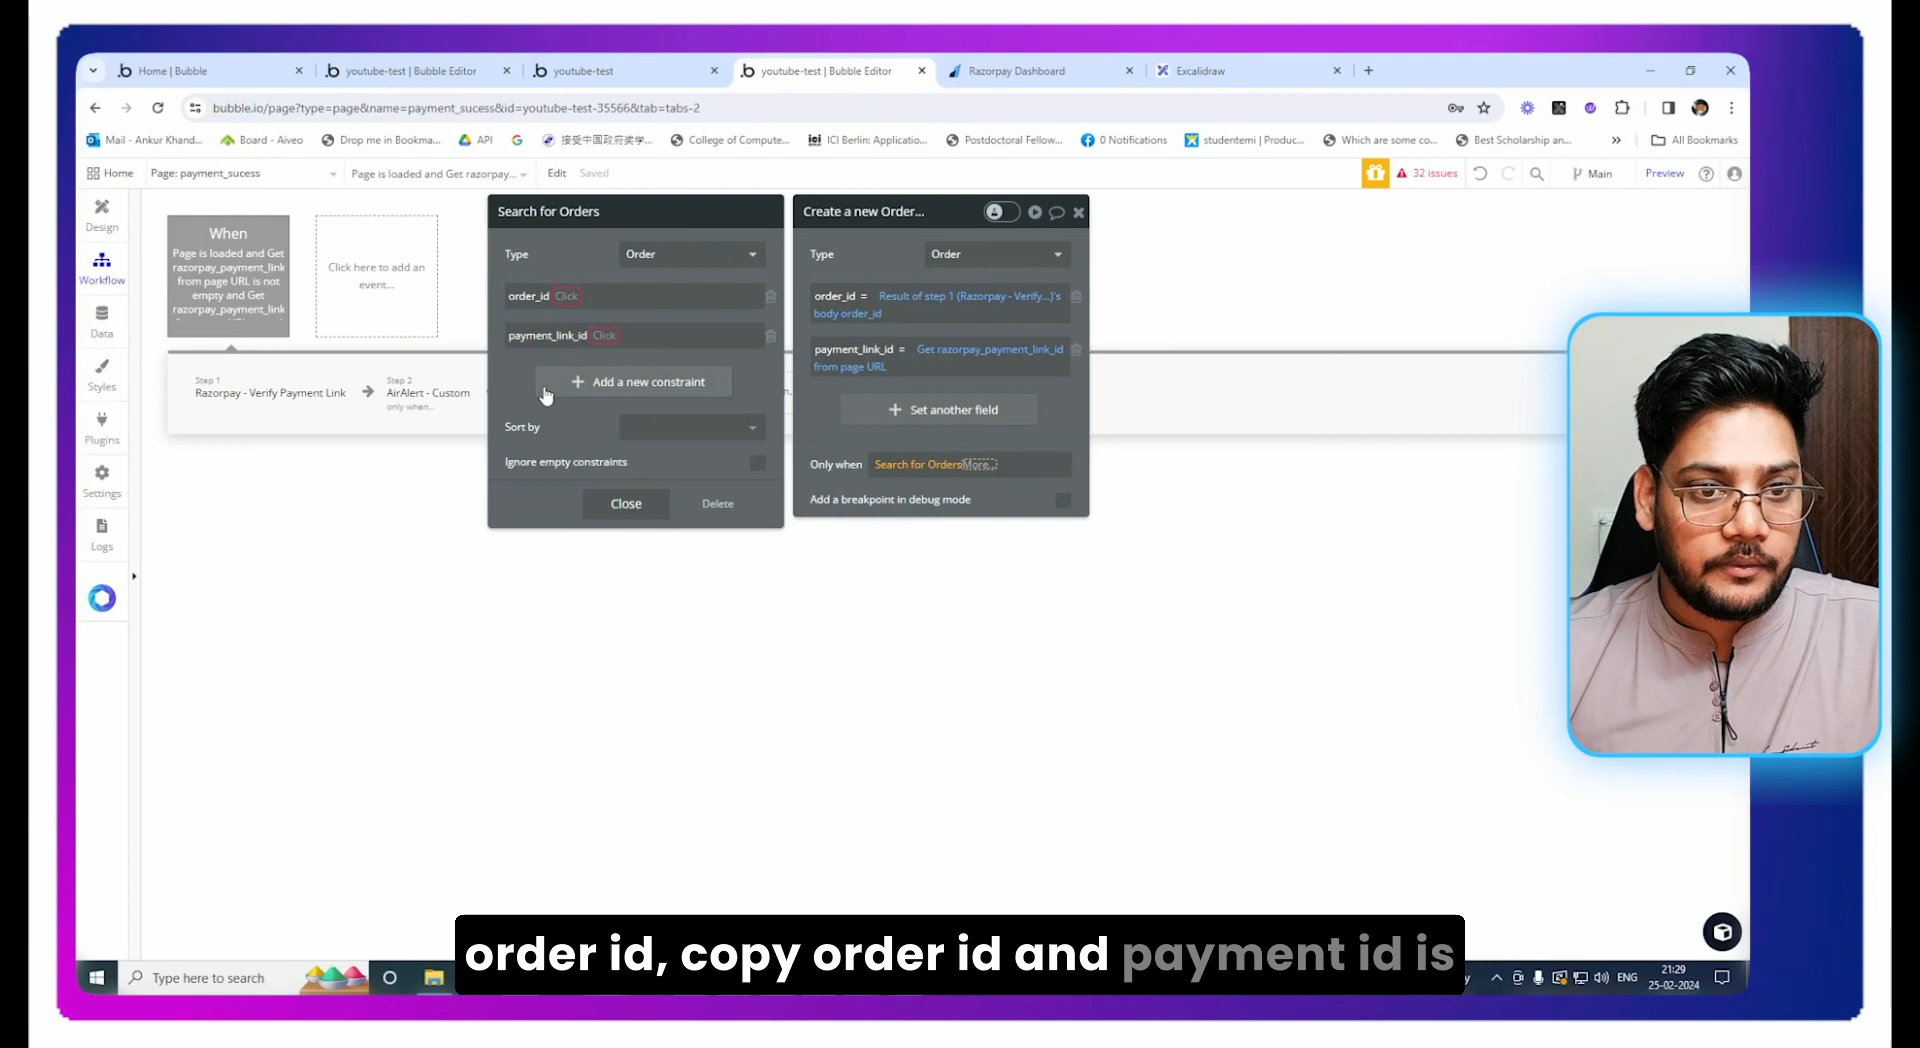 Home | Bubble
youtube-test | Bubble Editor
youtube-test
youtube-test | Bubble Editor
Razorpay Dashboard
Excalidraw
bubble.io/page?type=page&name=payment_sucess&id=youtube-test-35566&tab=tabs-2
Mail - Ankur Khand...
Board - Aiveo
Drop me in Bookma...
API
接受中国政府奖学...
College of Compute...
ICI Berlin: Applicatio...
Postdoctoral Fellow...
0 Notifications
studentemi | Produc...
Which are some co...
Best Scholarship an...
»
All Bookmarks
Home
Page: payment_sucess
Page is loaded and Get razorpay...
Edit
Saved
32 issues
Main
Preview
Design
Workflow
Data
Styles
Plugins
Settings
Logs
When
Page is loaded and Get
razorpay_payment_link
from page URL is not
empty and Get
razorpay_payment_link
Click here to add an
event...
Step 1
Razorpay - Verify Payment Link
Step 2
AirAlert - Custom
only when...
Search for Orders
Type
Order
order_id Click
payment_link_id Click
Add a new constraint
Sort by
Ignore empty constraints
Close
Delete
Create a new Order...
Type
Order
order_id = Result of step 1 (Razorpay - Verify...)'s
body order_id
payment_link_id = Get razorpay_payment_link_id
from page URL
Set another field
Only when
Search for Orders More...
Add a breakpoint in debug mode
order id, copy order id and payment id is
Type here to search
ENG
21:29
25-02-2024